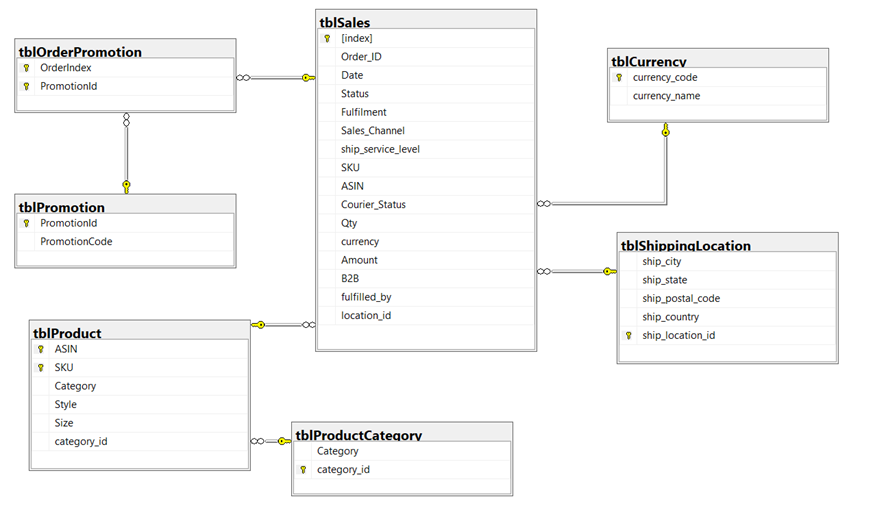 tblOrderPromotion
OrderIndex
PromotionId
tblPromotion
PromotionId
PromotionCode
tblSales
[index]
Order_ID
Date
Status
Fulfilment
Sales_Channel
ship_service_level
SKU
ASIN
Courier_Status
Qty
currency
Amount
B2B
fulfilled_by
location_id
tblCurrency
currency_code
currency_name
tblShippingLocation
ship_city
ship_state
ship_postal_code
ship_country
ship_location_id
tblProduct
ASIN
SKU
Category
Style
Size
category_id
tblProductCategory
Category
category_id